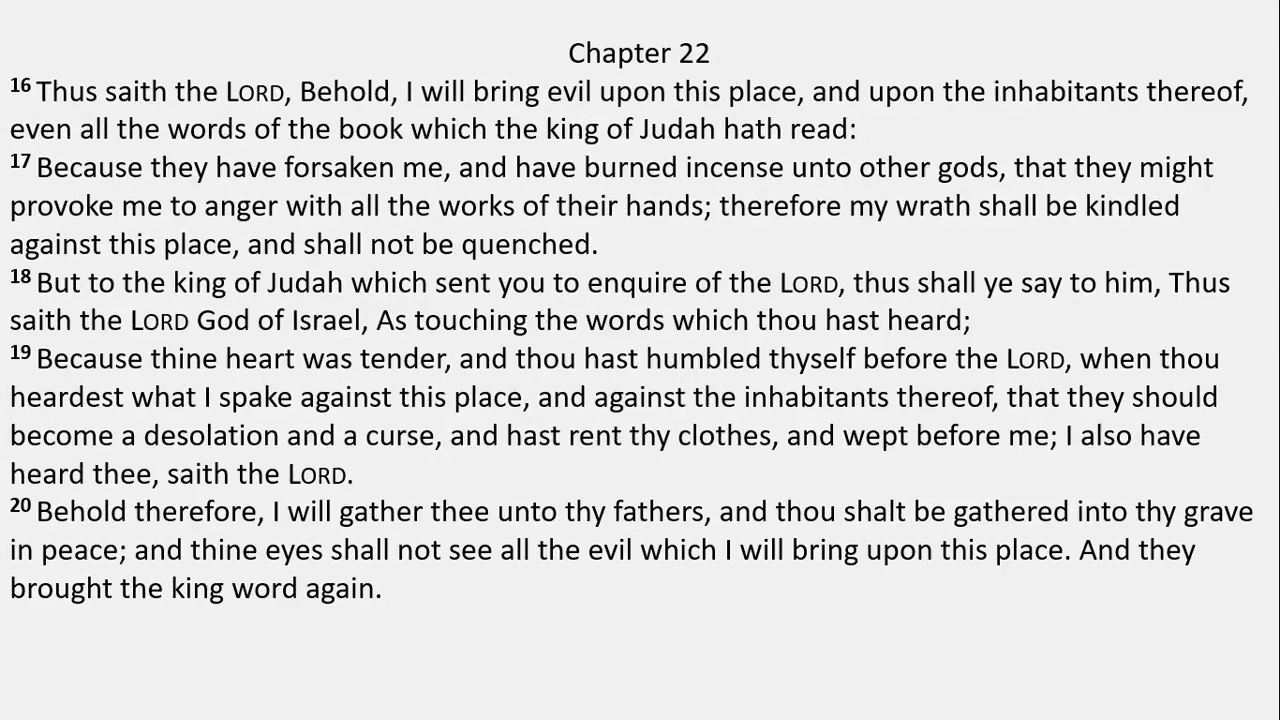 Chapter 22
16 Thus saith the LORD, Behold, I will bring evil upon this place, and upon the inhabitants thereof,
even all the words of the book which the king of Judah hath read:
17 Because they have forsaken me, and have burned incense unto other gods, that they might
provoke me to anger with all the works of their hands; therefore my wrath shall be kindled
against this place, and shall not be quenched.
18 But to the king of Judah which sent you to enquire of the LORD, thus shall ye say to him, Thus
saith the LORD God of Israel, As touching the words which thou hast heard;
19 Because thine heart was tender, and thou hast humbled thyself before the LORD, when thou
heardest what I spake against this place, and against the inhabitants thereof, that they should
become a desolation and a curse, and hast rent thy clothes, and wept before me; I also have
heard thee, saith the LORD.
20 Behold therefore, I will gather thee unto thy fathers, and thou shalt be gathered into thy grave
in peace; and thine eyes shall not see all the evil which I will bring upon this place. And they
brought the king word again.